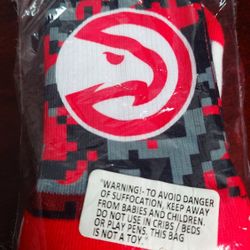 "WARNING!- TO AVOID DANGER
OF SUFFOCATION, KEEP AWAY
FROM BABIES AND CHILDREN.
DO NOT USE IN CRIBS / BEDS
OR PLAY PENS. THIS BAG
IS NOT A TOY."